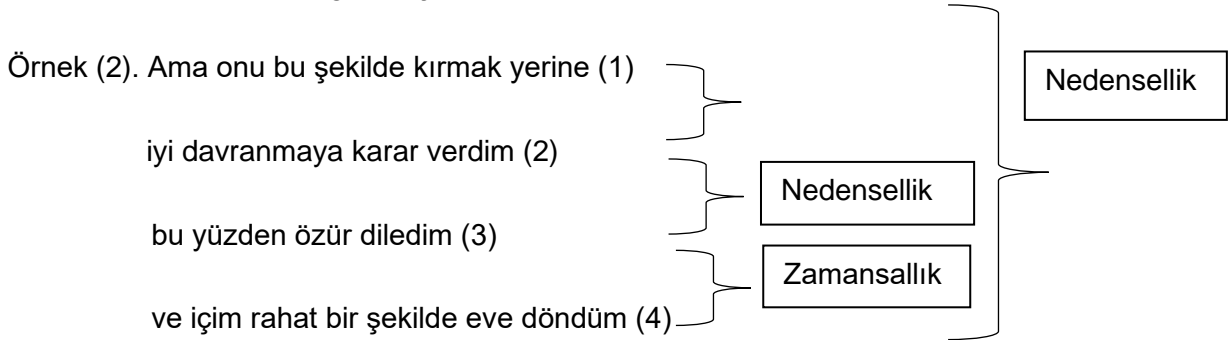 Örnek (2). Ama onu bu şekilde kırmak yerine (1)
Nedensellik
iyi davranmaya karar verdim (2)
Nedensellik
bu yüzden özür diledim (3)
Zamansallık
ve içim rahat bir şekilde eve döndüm (4)